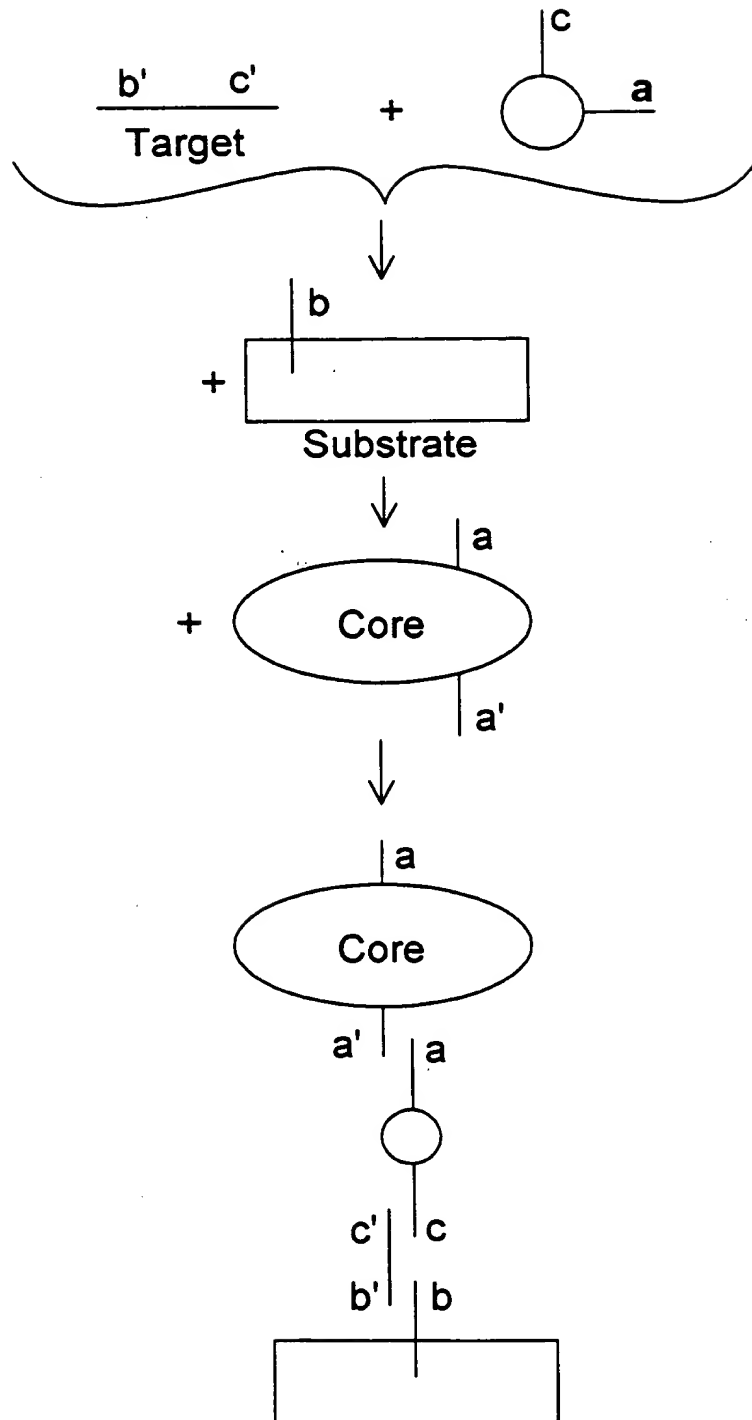 c
b' c' + a
Target
b
+
Substrate
a
+ Core
a'
a
Core
a' a
c' c
b' b